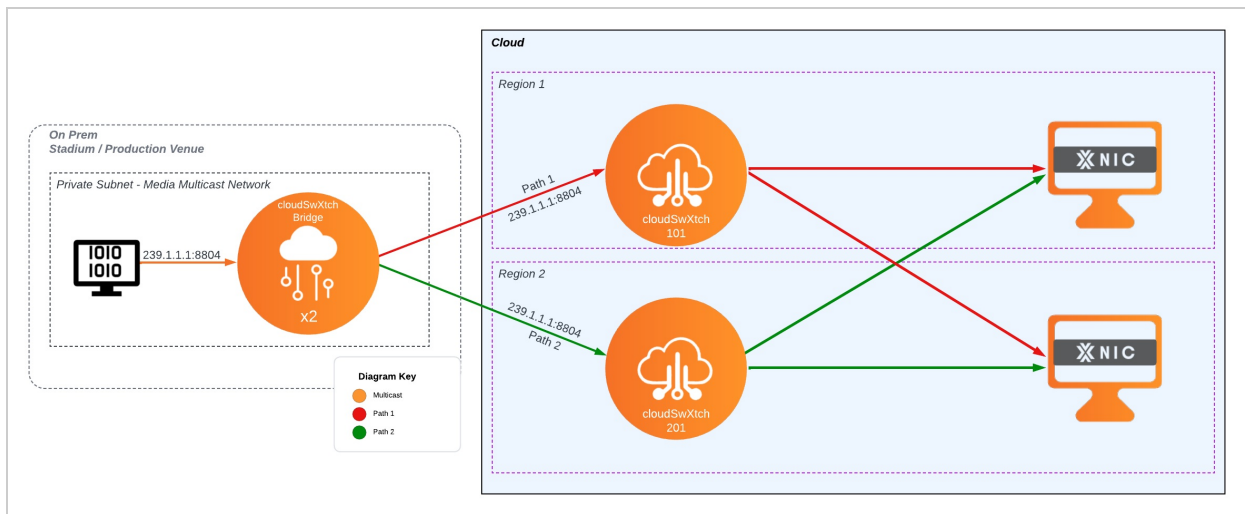 Cloud
Region 1
On Prem
Stadium / Production Venue
Private Subnet - Media Multicast Network
1010
1010
239.1.1.1:8804
cloudSwXtch
Bridge
x2
Path 1
239.1.1.1:8804
cloudSwXtch
101
NIC
Region 2
239.1.1.1:8804
Path 2
cloudSwXtch
201
NIC
Diagram Key
Multicast
Path 1
Path 2